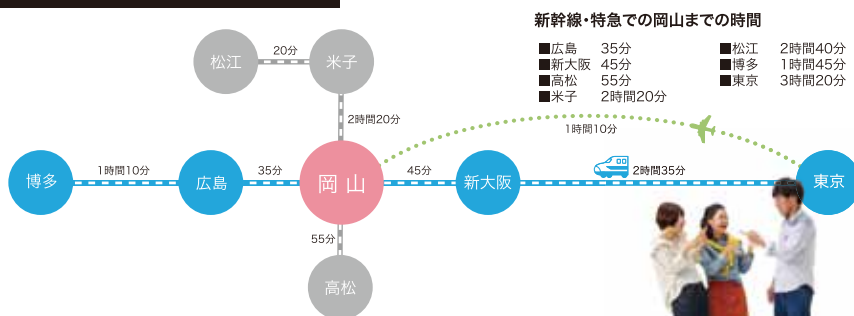 新幹線・特急での岡山までの時間
■広島 35分
■新大阪 45分
■高松 55分
■米子 2時間20分
■松江 2時間40分
■博多 1時間45分
■東京 3時間20分
松江
20分
米子
2時間20分
1時間10分
博多
1時間10分
広島
35分
岡山
45分
新大阪
2時間35分
東京
55分
高松